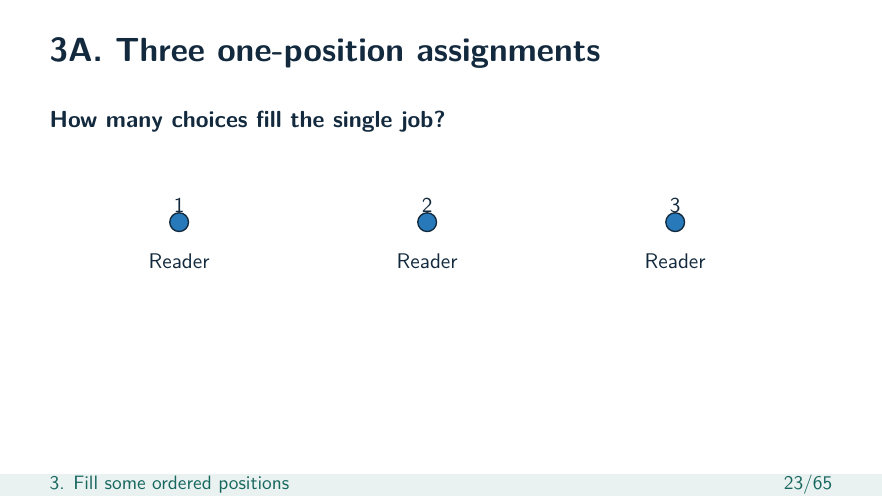 3A. Three one-position assignments
How many choices fill the single job?
1 2 3
Reader Reader Reader
3. Fill some ordered positions 23/65